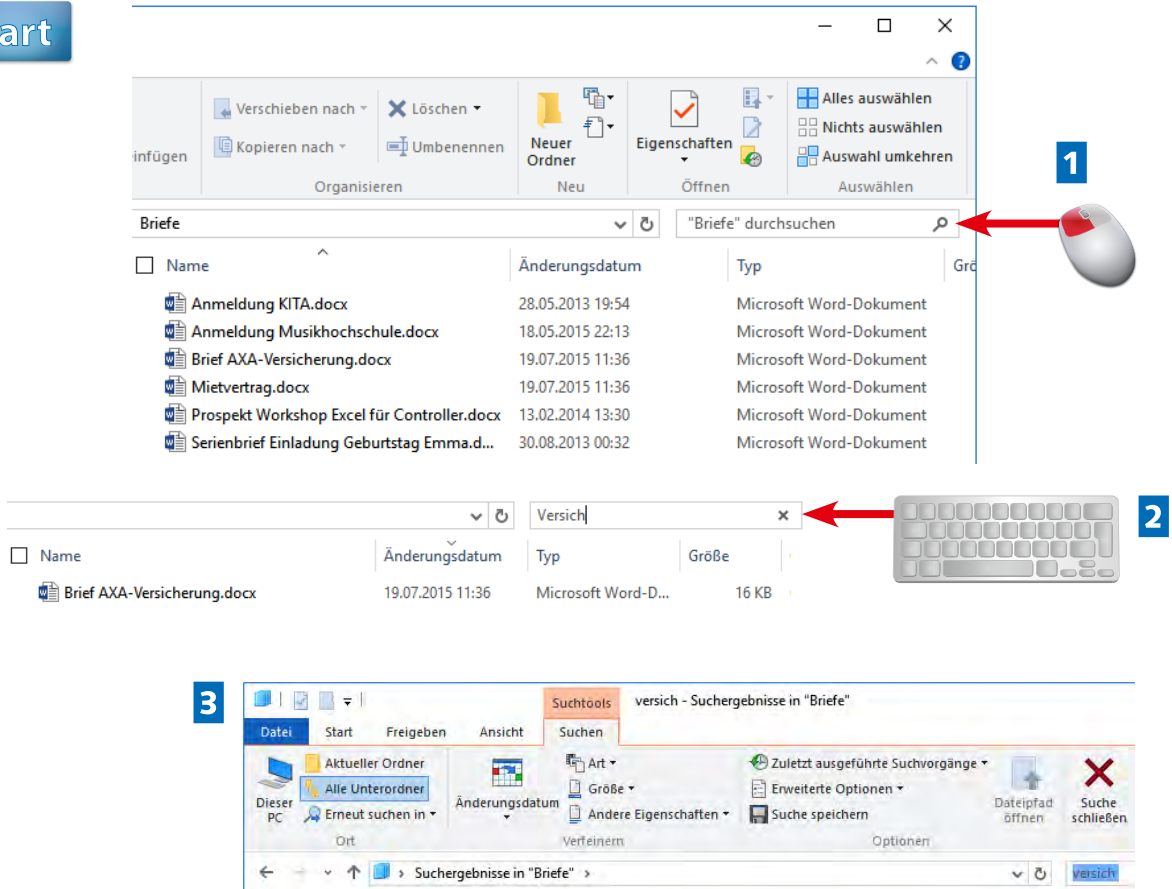 art
Verschieben nach
Löschen
Kopieren nach
Umbenennen
infügen
Neuer
Ordner
Eigenschaften
Alles auswählen
Nichts auswählen
Auswahl umkehren
Organisieren
Neu
Öffnen
Auswählen
1
Briefe
"Briefe" durchsuchen
Name
Änderungsdatum
Typ
Grö
Anmeldung KITA.docx 28.05.2013 19:54 Microsoft Word-Dokument
Anmeldung Musikhochschule.docx 18.05.2015 22:13 Microsoft Word-Dokument
Brief AXA-Versicherung.docx 19.07.2015 11:36 Microsoft Word-Dokument
Mietvertrag.docx 19.07.2015 11:36 Microsoft Word-Dokument
Prospekt Workshop Excel für Controller.docx 13.02.2014 13:30 Microsoft Word-Dokument
Serienbrief Einladung Geburtstag Emma.d... 30.08.2013 00:32 Microsoft Word-Dokument
Versich
2
Name Änderungsdatum Typ Größe
Brief AXA-Versicherung.docx 19.07.2015 11:36 Microsoft Word-D... 16 KB
3
Suchtools
versich - Suchergebnisse in "Briefe"
Datei Start Freigeben Ansicht Suchen
Dieser
PC
Aktueller Ordner
Alle Unterordner
Erneut suchen in
Ort
Änderungsdatum
Art
Größe
Andere Eigenschaften
Verfeinern
Zuletzt ausgeführte Suchvorgänge
Erweiterte Optionen
Suche speichern
Dateipfad
öffnen
Optionen
Suche
schließen
Suchergebnisse in "Briefe"
versich